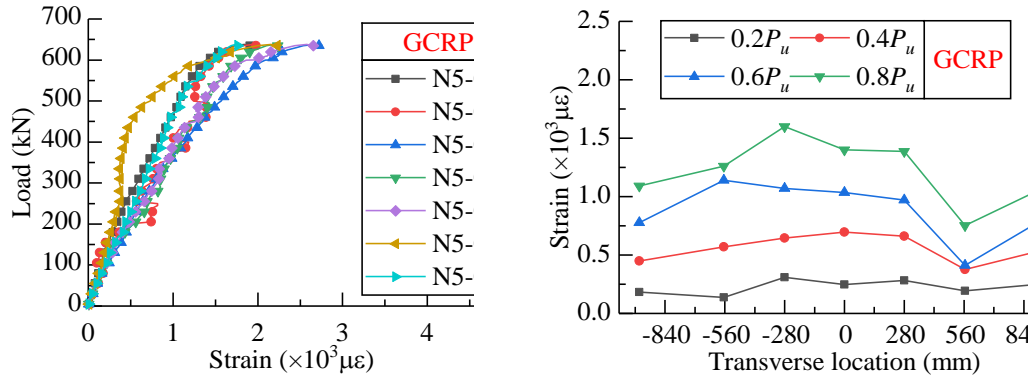 700
600
500
400
300
200
100
0
Load (kN)
0 1 2 3 4
Strain (×10³με)
GCRP
N5-
N5-
N5-
N5-
N5-
N5-
N5-
2.5
2.0
1.5
1.0
0.5
0.0
Strain (×10³με)
-840 -560 -280 0 280 560 84
Transverse location (mm)
0.2Pu 0.4Pu
0.6Pu 0.8Pu
GCRP